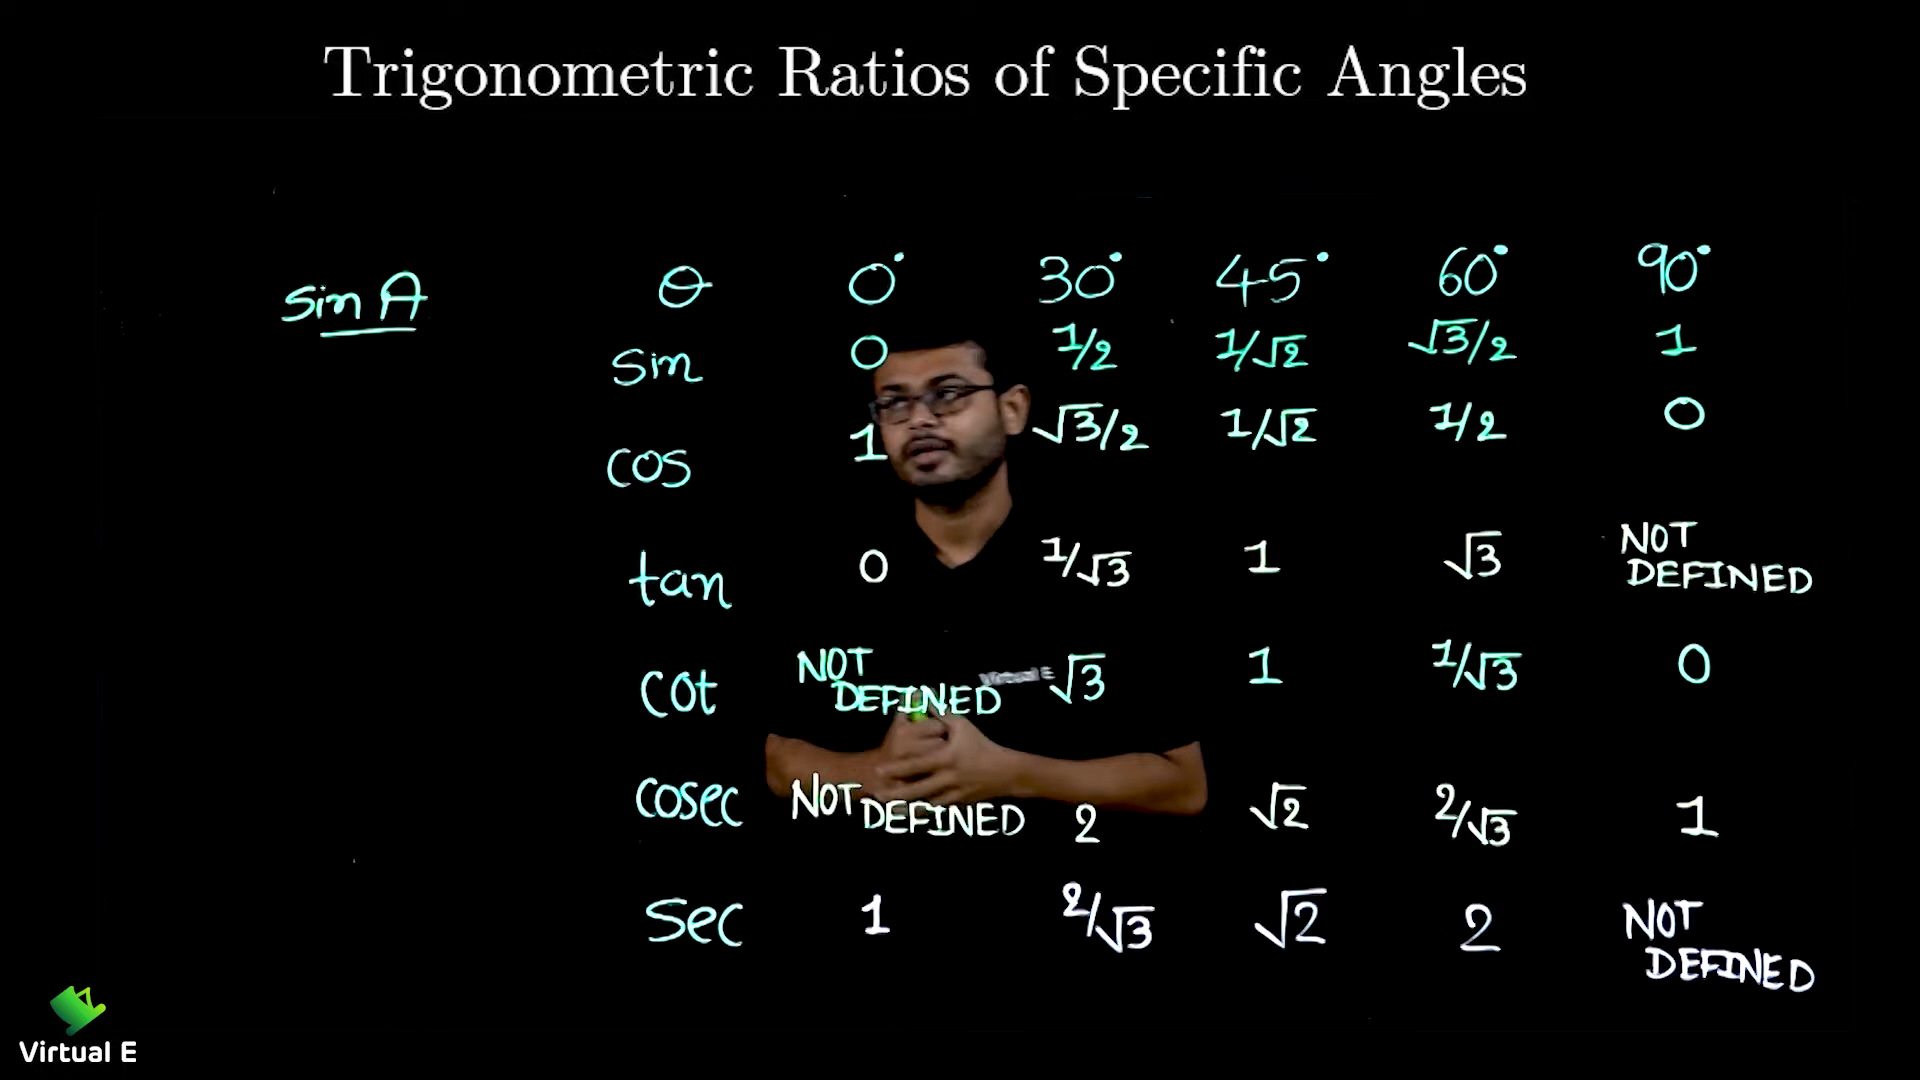 Trigonometric Ratios of Specific Angles
sin A
θ 0° 30° 45° 60° 90°
sin 0 1/2 1/√2 √3/2 1
cos 1 √3/2 1/√2 1/2 0
tan 0 1/√3 1 √3 NOT DEFINED
cot NOT DEFINED √3 1 1/√3 0
Virtual E
cosec NOT DEFINED 2 √2 2/√3 1
sec 1 2/√3 √2 2 NOT DEFINED
Virtual E